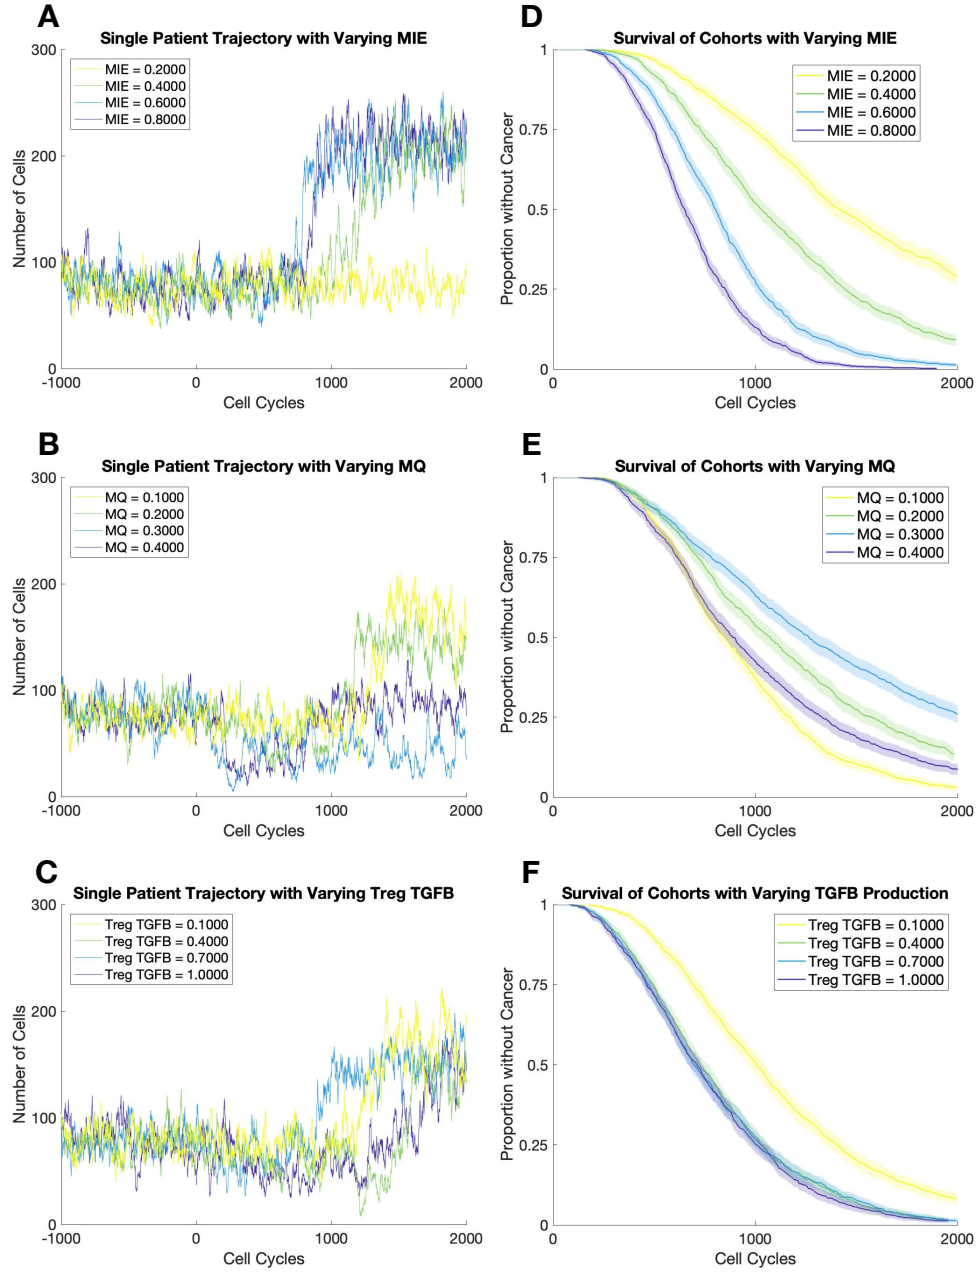 A
Single Patient Trajectory with Varying MIE
300
200
100
0
Number of Cells
MIE = 0.2000
MIE = 0.4000
MIE = 0.6000
MIE = 0.8000
-1000 0 1000 2000
Cell Cycles
D
Survival of Cohorts with Varying MIE
1
0.75
0.5
0.25
0
Proportion without Cancer
MIE = 0.2000
MIE = 0.4000
MIE = 0.6000
MIE = 0.8000
0 1000 2000
Cell Cycles
B
Single Patient Trajectory with Varying MQ
300
200
100
0
Number of Cells
MQ = 0.1000
MQ = 0.2000
MQ = 0.3000
MQ = 0.4000
-1000 0 1000 2000
Cell Cycles
E
Survival of Cohorts with Varying MQ
1
0.75
0.5
0.25
0
Proportion without Cancer
MQ = 0.1000
MQ = 0.2000
MQ = 0.3000
MQ = 0.4000
0 1000 2000
Cell Cycles
C
Single Patient Trajectory with Varying Treg TGFB
300
200
100
0
Number of Cells
Treg TGFB = 0.1000
Treg TGFB = 0.4000
Treg TGFB = 0.7000
Treg TGFB = 1.0000
-1000 0 1000 2000
Cell Cycles
F
Survival of Cohorts with Varying TGFB Production
1
0.75
0.5
0.25
0
Proportion without Cancer
Treg TGFB = 0.1000
Treg TGFB = 0.4000
Treg TGFB = 0.7000
Treg TGFB = 1.0000
0 1000 2000
Cell Cycles